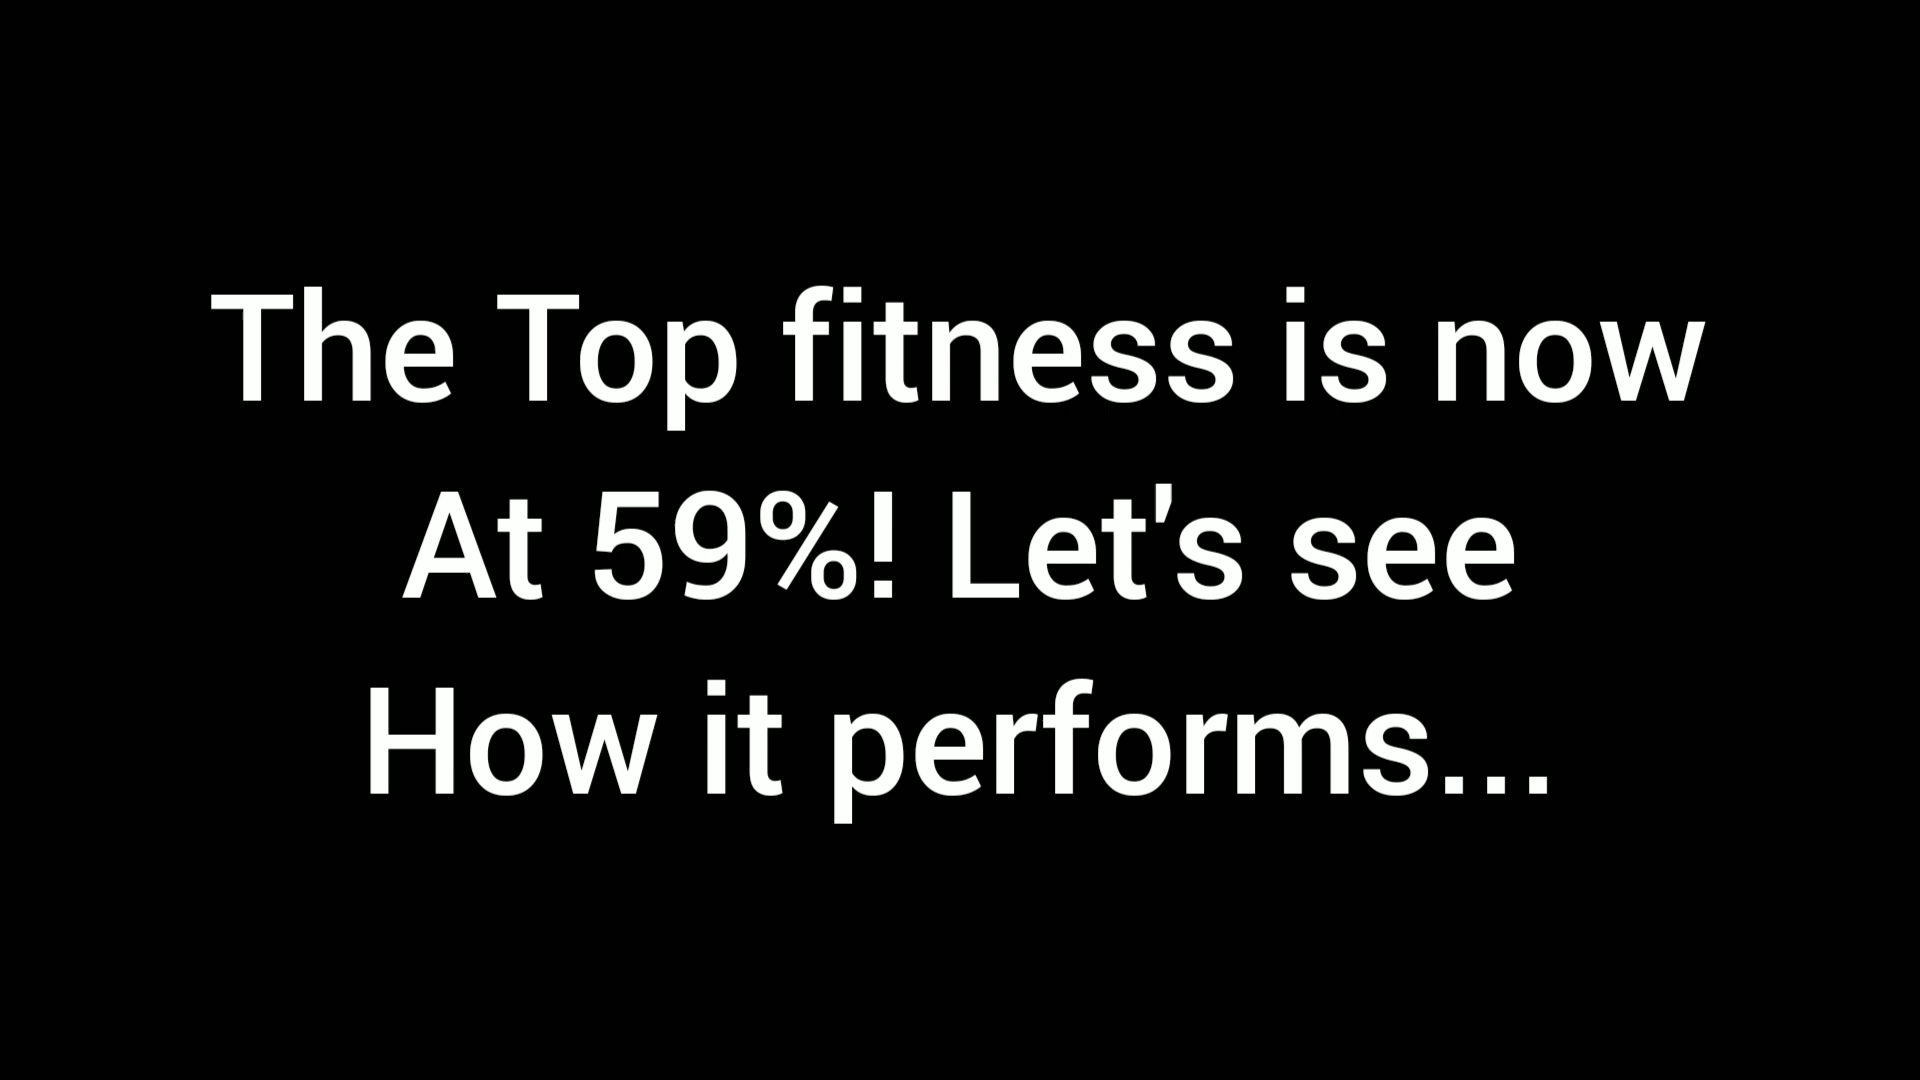 The Top fitness is now
At 59%! Let's see
How it performs...